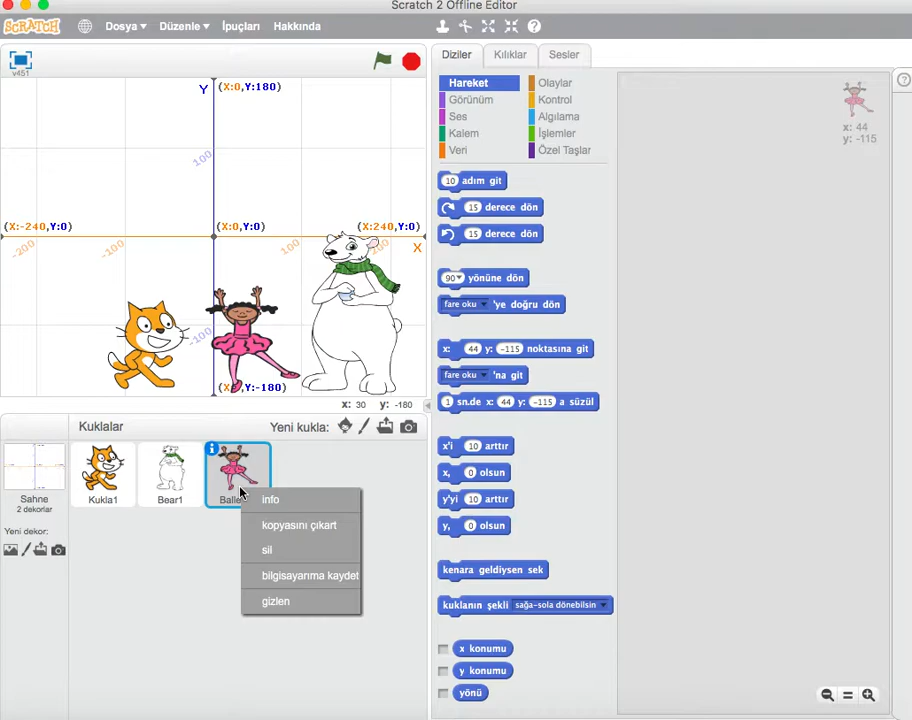 Scratch 2 Offline Editor
SCRATCH Dosya Düzenle İpuçları Hakkında
v451
Diziler Kılıklar Sesler
Y (X:0,Y:180)
100
(X:-240,Y:0) (X:0,Y:0) (X:240,Y:0)
-200 -100 100 200 X
-100
Y:-180)
x: 30 y: -180
Hareket Olaylar
Görünüm Kontrol
Ses Algılama
Kalem İşlemler
Veri Özel Taşlar
x: 44
y: -115
10 adım git
15 derece dön
15 derece dön
90 yönüne dön
fare oku 'ye doğru dön
x: 44 y: -115 noktasına git
fare oku 'na git
1 sn.de x: 44 y: -115 a süzül
x'i 10 arttır
x, 0 olsun
y'yi 10 arttır
y, 0 olsun
kenara geldiysen sek
kuklanın şekli sağa-sola dönebilsin
x konumu
y konumu
yönü
Kuklalar Yeni kukla:
Sahne
2 dekorlar
Yeni dekor:
Kukla1 Bear1
info
kopyasını çıkart
sil
bilgisayarıma kaydet
gizlen